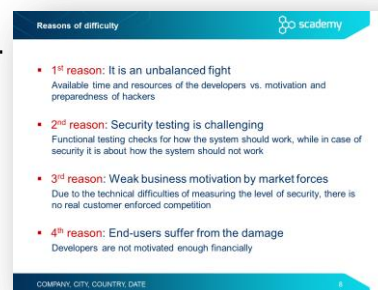 Reasons of difficulty
scademy
▪ 1st reason: It is an unbalanced fight
Available time and resources of the developers vs. motivation and
preparedness of hackers
▪ 2nd reason: Security testing is challenging
Functional testing checks for how the system should work, while in case of
security it is about how the system should not work
▪ 3rd reason: Weak business motivation by market forces
Due to the technical difficulties of measuring the level of security, there is
no real customer enforced competition
▪ 4th reason: End-users suffer from the damage
Developers are not motivated enough financially
COMPANY, CITY, COUNTRY, DATE
8